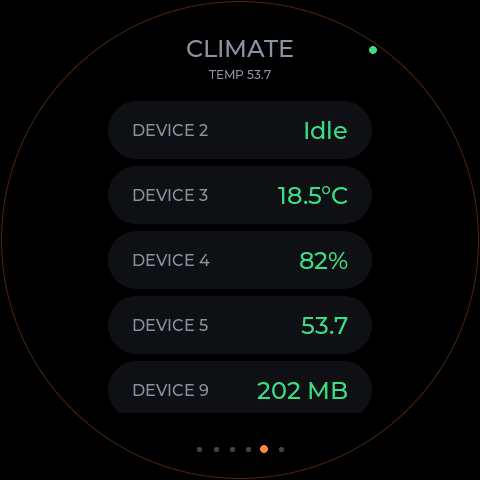 CLIMATE
TEMP 53.7
DEVICE 2 Idle
DEVICE 3 18.5°C
DEVICE 4 82%
DEVICE 5 53.7
DEVICE 9 202 MB